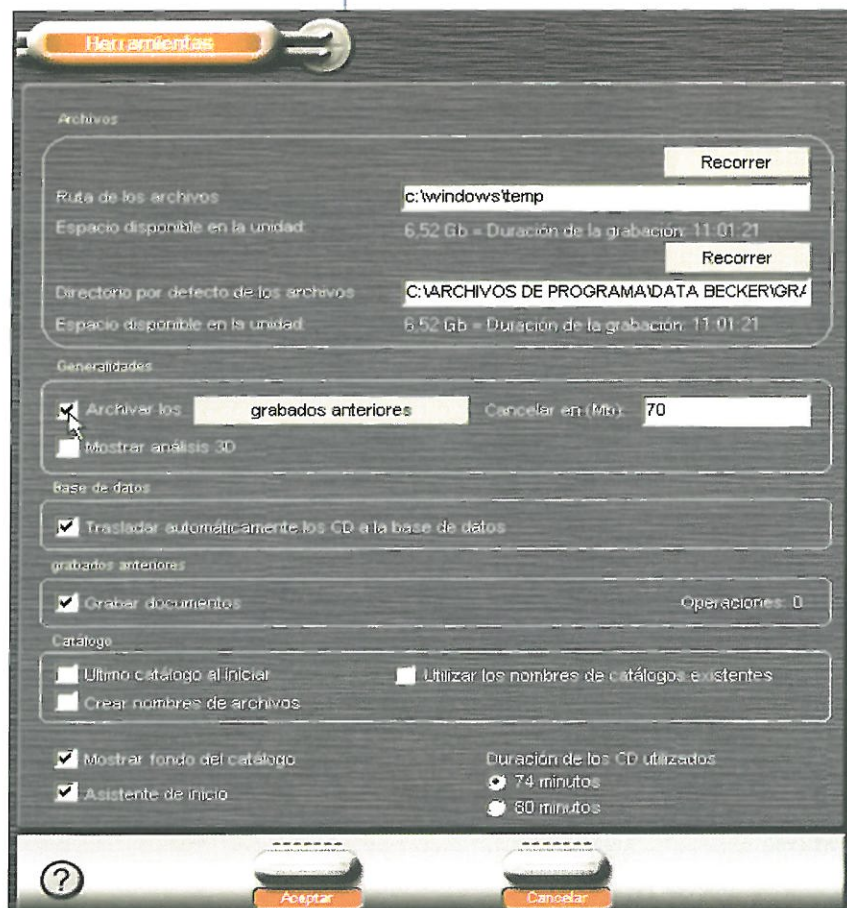 Herramientas
Archivos
Recorrer
Ruta de los archivos c:\windows\temp
Espacio disponible en la unidad: 6,52 Gb = Duración de la grabación: 11:01:21
Recorrer
Directorio por defecto de los archivos C:\ARCHIVOS DE PROGRAMA\DATA BECKER\GRA
Espacio disponible en la unidad: 6,52 Gb = Duración de la grabación: 11:01:21
Generalidades
Archivar los grabados anteriores Cancelar en (Mb): 70
Mostrar análisis 3D
Base de datos
Trasladar automáticamente los CD a la base de datos
grabados anteriores
Grabar documentos Operaciones: 0
Catálogo
Ultimo catálogo al iniciar Utilizar los nombres de catálogos existentes
Crear nombres de archivos
Mostrar fondo del catálogo Duración de los CD utilizados
74 minutos
Asistente de inicio
80 minutos
?
Aceptar Cancelar